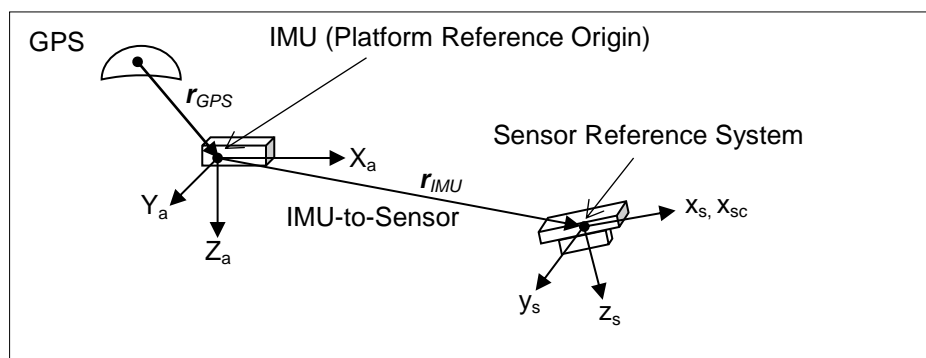 IMU (Platform Reference Origin)
GPS
r_GPS
Sensor Reference System
X_a
r_IMU
Y_a
IMU-to-Sensor
x_s, x_sc
Z_a
y_s
z_s